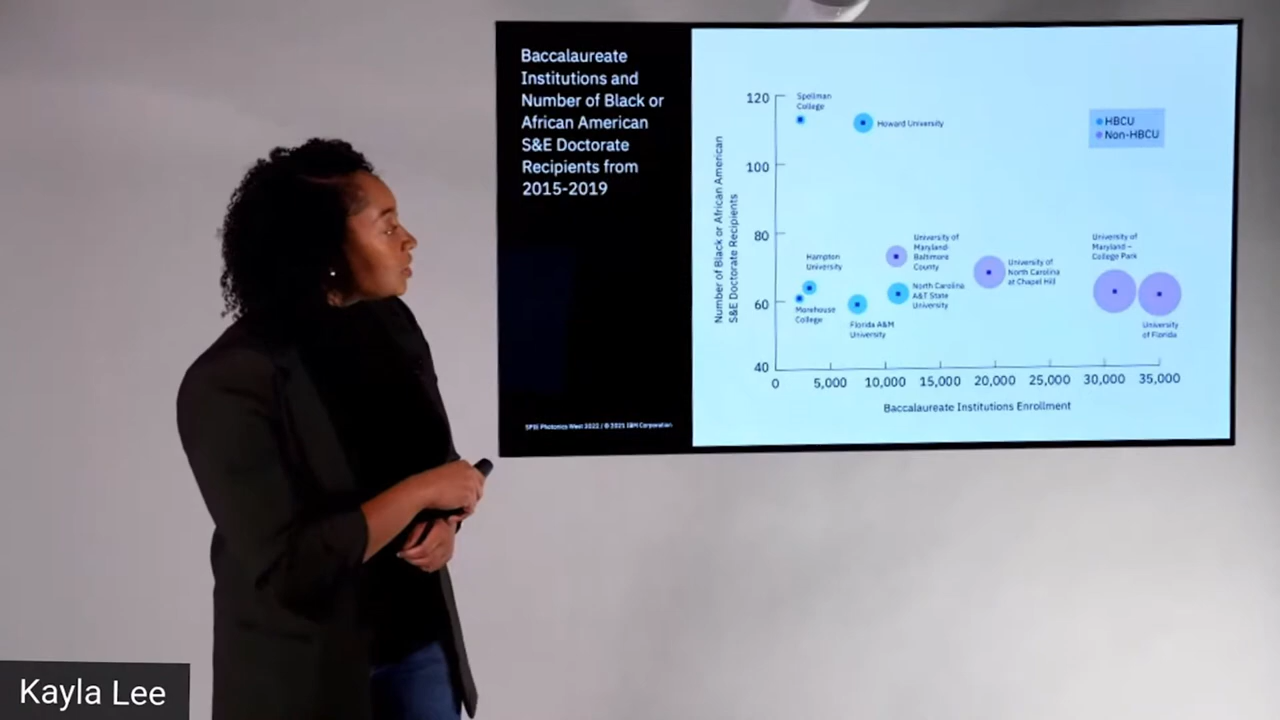 Baccalaureate
Institutions and
Number of Black or
African American
S&E Doctorate
Recipients from
2015-2019
SPIE Photonics West 2022 / © 2021 IBM Corporation
Number of Black or African American
S&E Doctorate Recipients
120
100
80
60
40
Spellman
College
Howard University
HBCU
Non-HBCU
Hampton
University
Morehouse
College
University of
Maryland-
Baltimore
County
North Carolina
A&T State
University
Florida A&M
University
University of
North Carolina
at Chapel Hill
University of
Maryland –
College Park
University
of Florida
0
5,000
10,000
15,000
20,000
25,000
30,000
35,000
Baccalaureate Institutions Enrollment
Kayla Lee